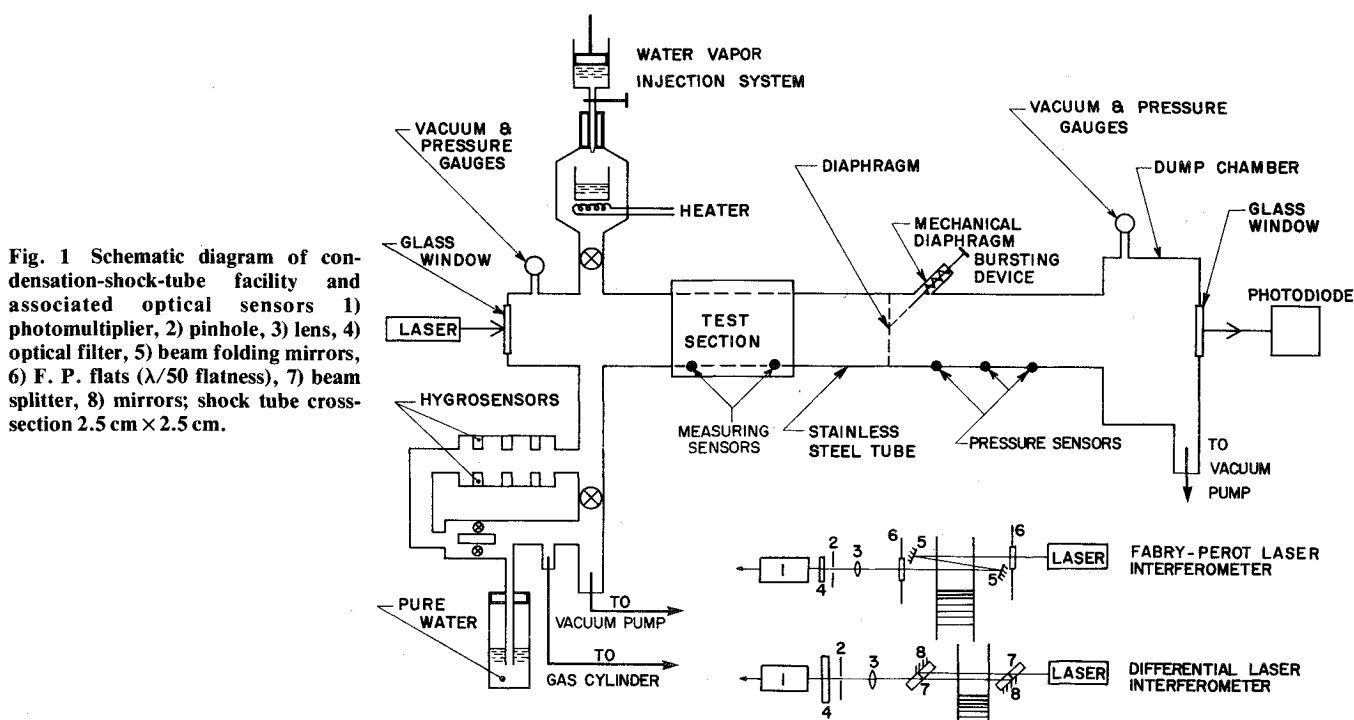 Fig. 1 Schematic diagram of con-
densation-shock-tube facility and
associated optical sensors 1)
photomultiplier, 2) pinhole, 3) lens, 4)
optical filter, 5) beam folding mirrors,
6) F. P. flats (λ/50 flatness), 7) beam
splitter, 8) mirrors; shock tube cross-
section 2.5 cm × 2.5 cm.
WATER VAPOR
INJECTION SYSTEM
VACUUM &
PRESSURE
GAUGES
HEATER
GLASS
WINDOW
LASER
TEST
SECTION
DIAPHRAGM
MECHANICAL
DIAPHRAGM
BURSTING
DEVICE
VACUUM & PRESSURE
GAUGES
DUMP CHAMBER
GLASS
WINDOW
PHOTODIODE
HYGROSENSORS
MEASURING
SENSORS
STAINLESS
STEEL TUBE
PRESSURE SENSORS
TO
VACUUM
PUMP
PURE
WATER
TO
VACUUM PUMP
TO
GAS CYLINDER
1
4
2
3
6
5
5
6
LASER
FABRY-PEROT LASER
INTERFEROMETER
1
4
2
3
8
7
7
8
LASER
DIFFERENTIAL LASER
INTERFEROMETER